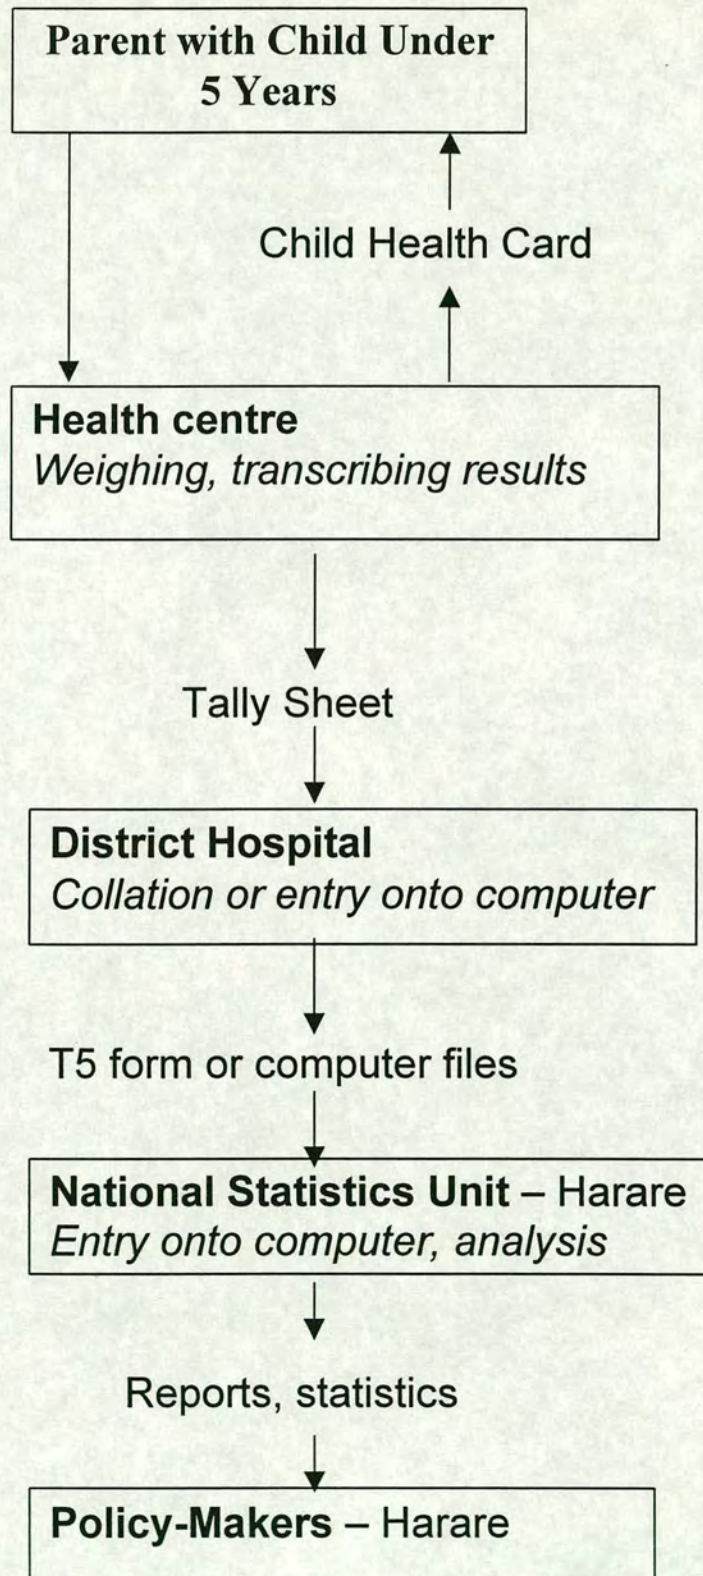 Parent with Child Under
5 Years
Child Health Card
Health centre
Weighing, transcribing results
Tally Sheet
District Hospital
Collation or entry onto computer
T5 form or computer files
National Statistics Unit – Harare
Entry onto computer, analysis
Reports, statistics
Policy-Makers – Harare